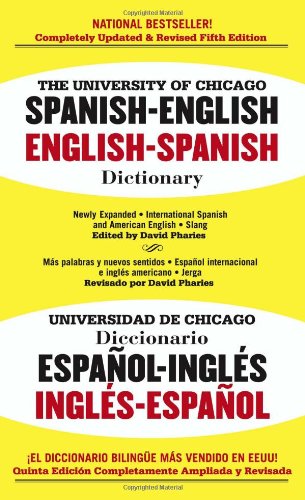 NATIONAL BESTSELLER!
Completely Updated & Revised Fifth Edition
THE UNIVERSITY OF CHICAGO
SPANISH-ENGLISH
ENGLISH-SPANISH
Dictionary
Newly Expanded • International Spanish
and American English • Slang
Edited by David Pharies
Más palabras y nuevos sentidos • Español internacional
e inglés americano • Jerga
Revisado por David Pharies
UNIVERSIDAD DE CHICAGO
Diccionario
ESPAÑOL-INGLÉS
INGLÉS-ESPAÑOL
¡EL DICCIONARIO BILINGÜE MÁS VENDIDO EN EEUU!
Quinta Edición Completamente Ampliada y Revisada